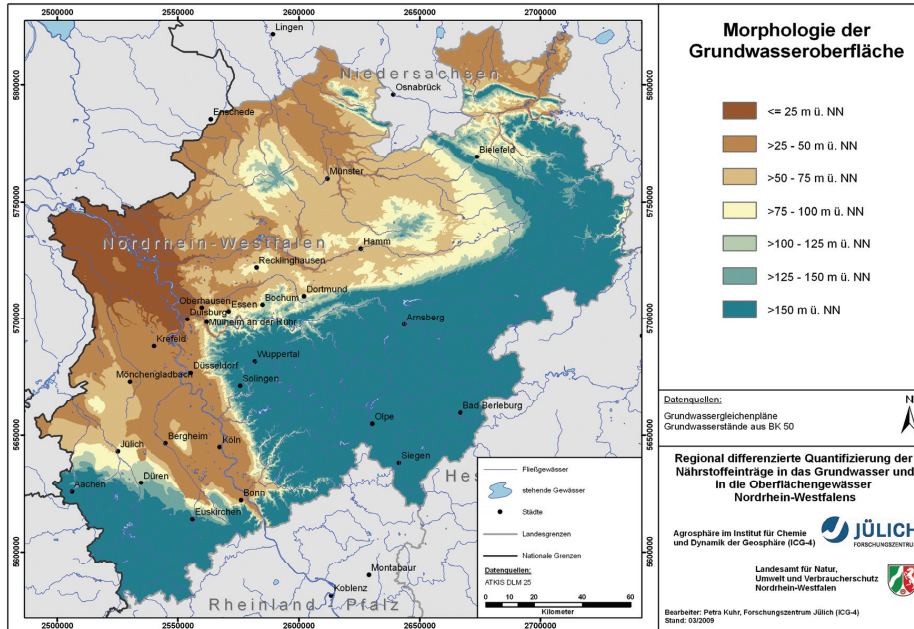 2500000
2550000
2600000
2650000
2700000
5800000
5750000
5700000
5650000
5600000
Lingen
Niedersachsen
Osnabrück
Enschede
Bielefeld
Münster
Nordrhein-Westfalen
Hamm
Recklinghausen
Oberhausen
Essen
Bochum
Dortmund
Duisburg
Mülheim an der Ruhr
Arnsberg
Krefeld
Wuppertal
Mönchengladbach
Düsseldorf
Solingen
Bad Berleburg
Olpe
Jülich
Bergheim
Köln
Siegen
Hes
Aachen
Düren
Bonn
Euskirchen
Montabaur
Koblenz
Rheinland - Pfalz
2500000
2550000
2600000
2650000
2700000
Fließgewässer
stehende Gewässer
Städte
Landesgrenzen
Nationale Grenzen
Datenquellen:
ATKIS DLM 25
0 10 20 40 60
Kilometer
Morphologie der
Grundwasseroberfläche
<= 25 m ü. NN
>25 - 50 m ü. NN
>50 - 75 m ü. NN
>75 - 100 m ü. NN
>100 - 125 m ü. NN
>125 - 150 m ü. NN
>150 m ü. NN
Datenquellen:
Grundwassergleichenpläne
Grundwasserstände aus BK 50
N
Regional differenzierte Quantifizierung der
Nährstoffeinträge in das Grundwasser und
in die Oberflächengewässer
Nordrhein-Westfalens
Agrosphäre im Institut für Chemie
und Dynamik der Geosphäre (ICG-4)
JÜLICH
FORSCHUNGSZENTRUM
Landesamt für Natur,
Umwelt und Verbraucherschutz
Nordrhein-Westfalen
Bearbeiter: Petra Kuhr, Forschungszentrum Jülich (ICG-4)
Stand: 03/2009